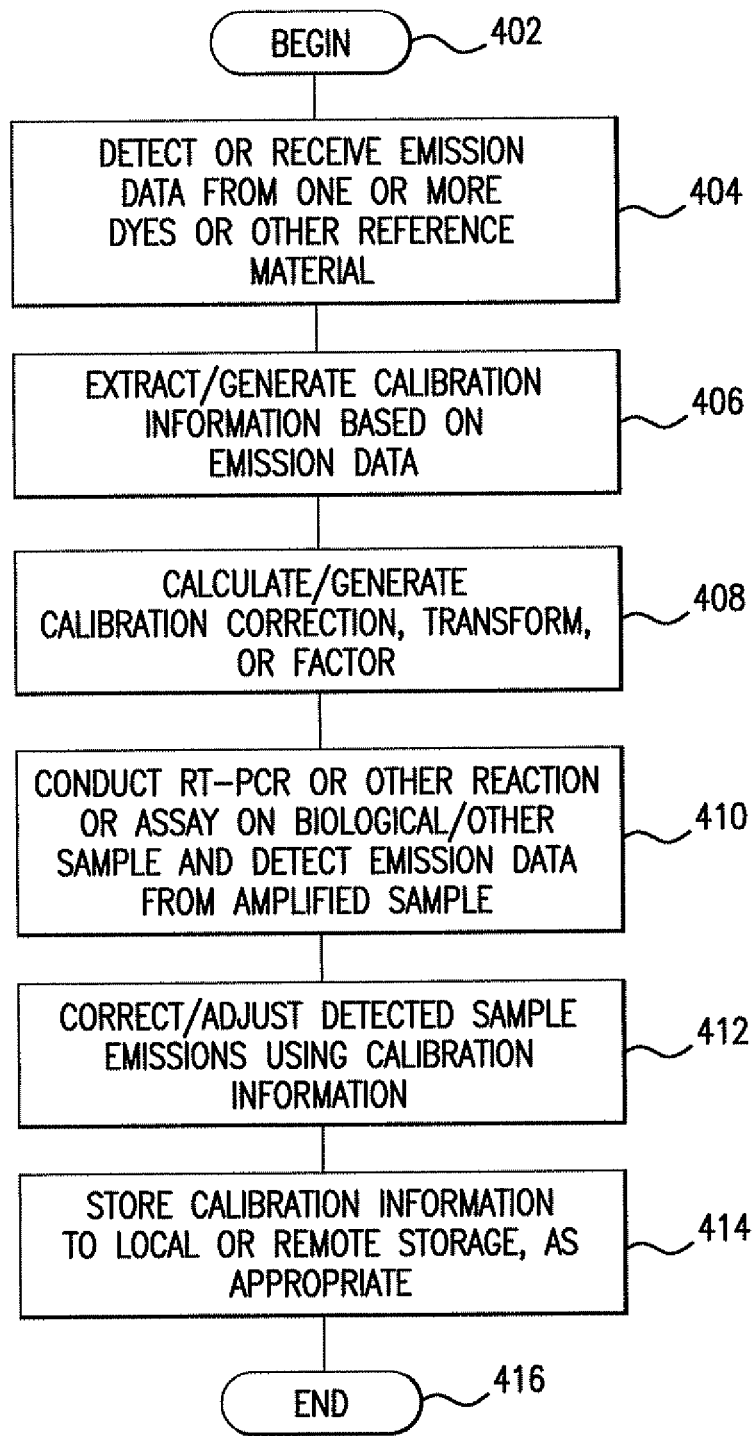 BEGIN
402
DETECT OR RECEIVE EMISSION
DATA FROM ONE OR MORE
DYES OR OTHER REFERENCE
MATERIAL
404
EXTRACT/GENERATE CALIBRATION
INFORMATION BASED ON
EMISSION DATA
406
CALCULATE/GENERATE
CALIBRATION CORRECTION, TRANSFORM,
OR FACTOR
408
CONDUCT RT-PCR OR OTHER REACTION
OR ASSAY ON BIOLOGICAL/OTHER
SAMPLE AND DETECT EMISSION DATA
FROM AMPLIFIED SAMPLE
410
CORRECT/ADJUST DETECTED SAMPLE
EMISSIONS USING CALIBRATION
INFORMATION
412
STORE CALIBRATION INFORMATION
TO LOCAL OR REMOTE STORAGE, AS
APPROPRIATE
414
END
416